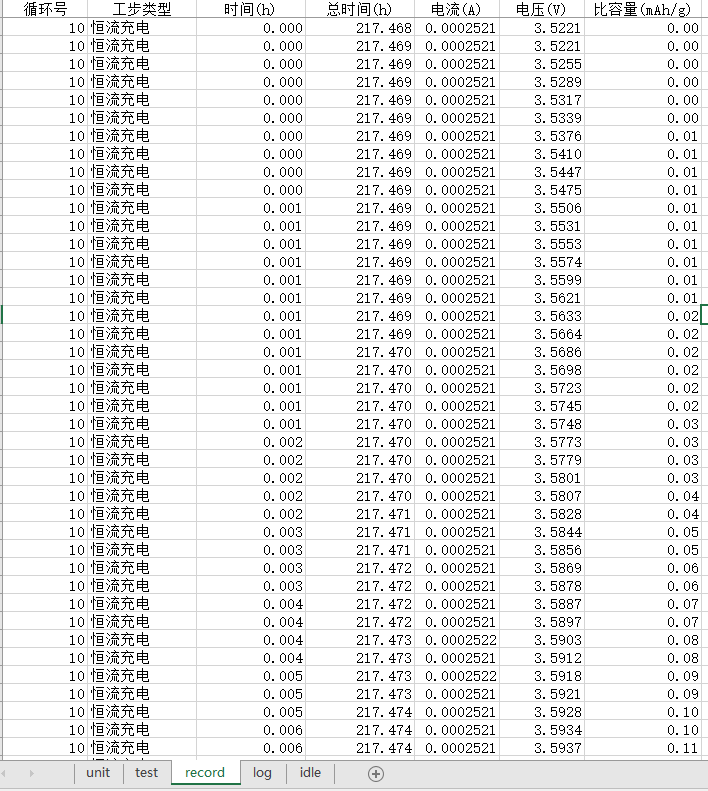 循环号 工步类型 时间(h) 总时间(h) 电流(A) 电压(V) 比容量(mAh/g)
10 恒流充电 0.000 217.468 0.0002521 3.5221 0.00
10 恒流充电 0.000 217.469 0.0002521 3.5221 0.00
10 恒流充电 0.000 217.469 0.0002521 3.5255 0.00
10 恒流充电 0.000 217.469 0.0002521 3.5289 0.00
10 恒流充电 0.000 217.469 0.0002521 3.5317 0.00
10 恒流充电 0.000 217.469 0.0002521 3.5339 0.00
10 恒流充电 0.000 217.469 0.0002521 3.5376 0.01
10 恒流充电 0.000 217.469 0.0002521 3.5410 0.01
10 恒流充电 0.000 217.469 0.0002521 3.5447 0.01
10 恒流充电 0.000 217.469 0.0002521 3.5475 0.01
10 恒流充电 0.001 217.469 0.0002521 3.5506 0.01
10 恒流充电 0.001 217.469 0.0002521 3.5531 0.01
10 恒流充电 0.001 217.469 0.0002521 3.5553 0.01
10 恒流充电 0.001 217.469 0.0002521 3.5574 0.01
10 恒流充电 0.001 217.469 0.0002521 3.5599 0.01
10 恒流充电 0.001 217.469 0.0002521 3.5621 0.01
10 恒流充电 0.001 217.469 0.0002521 3.5633 0.02
10 恒流充电 0.001 217.469 0.0002521 3.5664 0.02
10 恒流充电 0.001 217.470 0.0002521 3.5686 0.02
10 恒流充电 0.001 217.470 0.0002521 3.5698 0.02
10 恒流充电 0.001 217.470 0.0002521 3.5723 0.02
10 恒流充电 0.001 217.470 0.0002521 3.5745 0.02
10 恒流充电 0.001 217.470 0.0002521 3.5748 0.03
10 恒流充电 0.002 217.470 0.0002521 3.5773 0.03
10 恒流充电 0.002 217.470 0.0002521 3.5779 0.03
10 恒流充电 0.002 217.470 0.0002521 3.5801 0.03
10 恒流充电 0.002 217.470 0.0002521 3.5807 0.04
10 恒流充电 0.002 217.471 0.0002521 3.5828 0.04
10 恒流充电 0.003 217.471 0.0002521 3.5844 0.05
10 恒流充电 0.003 217.471 0.0002521 3.5856 0.05
10 恒流充电 0.003 217.472 0.0002521 3.5869 0.06
10 恒流充电 0.003 217.472 0.0002521 3.5878 0.06
10 恒流充电 0.004 217.472 0.0002521 3.5887 0.07
10 恒流充电 0.004 217.472 0.0002521 3.5897 0.07
10 恒流充电 0.004 217.473 0.0002522 3.5903 0.08
10 恒流充电 0.004 217.473 0.0002521 3.5912 0.08
10 恒流充电 0.005 217.473 0.0002522 3.5918 0.09
10 恒流充电 0.005 217.473 0.0002521 3.5921 0.09
10 恒流充电 0.005 217.474 0.0002521 3.5928 0.10
10 恒流充电 0.006 217.474 0.0002521 3.5934 0.10
10 恒流充电 0.006 217.474 0.0002521 3.5937 0.11
unit test record log idle